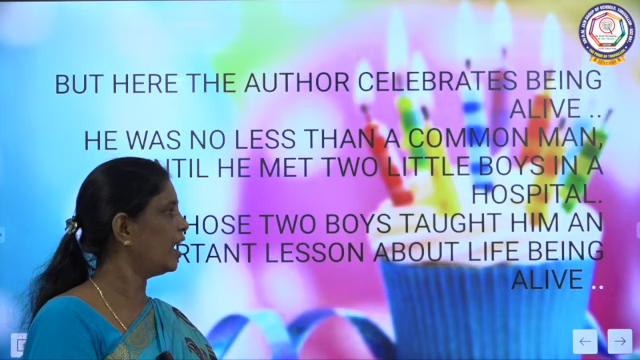 BUT HERE THE AUTHOR CELEBRATES BEING
ALIVE ..
HE WAS NO LESS THAN A COMMON MAN,
HE MET TWO LITTLE BOYS IN A
HOSPITAL.
TWO BOYS TAUGHT HIM AN
LESSON ABOUT LIFE BEING
ALIVE ..